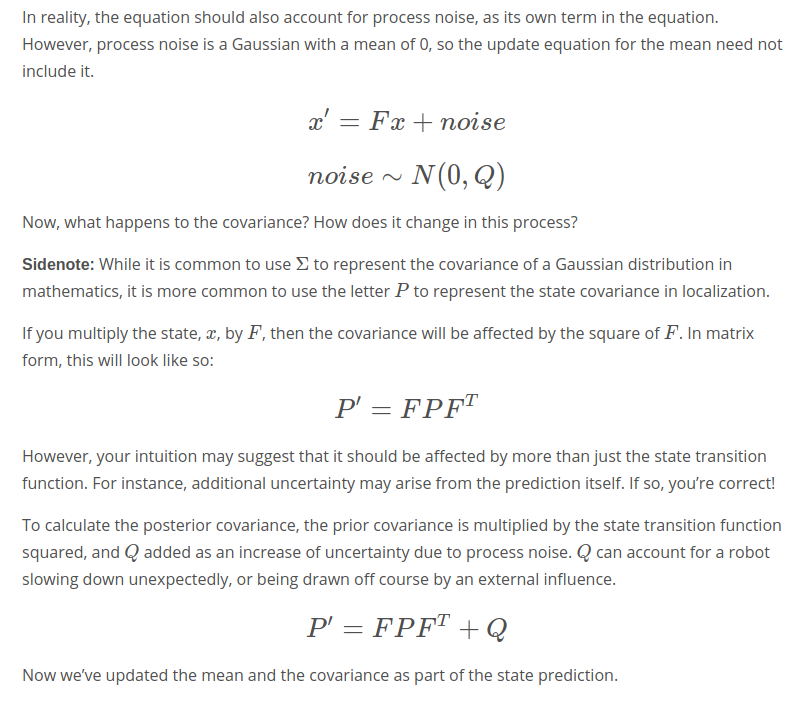 In reality, the equation should also account for process noise, as its own term in the equation.
However, process noise is a Gaussian with a mean of 0, so the update equation for the mean need not
include it.
x′ = Fx + noise
noise ∼ N(0, Q)
Now, what happens to the covariance? How does it change in this process?
Sidenote: While it is common to use Σ to represent the covariance of a Gaussian distribution in
mathematics, it is more common to use the letter P to represent the state covariance in localization.
If you multiply the state, x, by F, then the covariance will be affected by the square of F. In matrix
form, this will look like so:
P′ = FPFᵀ
However, your intuition may suggest that it should be affected by more than just the state transition
function. For instance, additional uncertainty may arise from the prediction itself. If so, you’re correct!
To calculate the posterior covariance, the prior covariance is multiplied by the state transition function
squared, and Q added as an increase of uncertainty due to process noise. Q can account for a robot
slowing down unexpectedly, or being drawn off course by an external influence.
P′ = FPFᵀ + Q
Now we’ve updated the mean and the covariance as part of the state prediction.